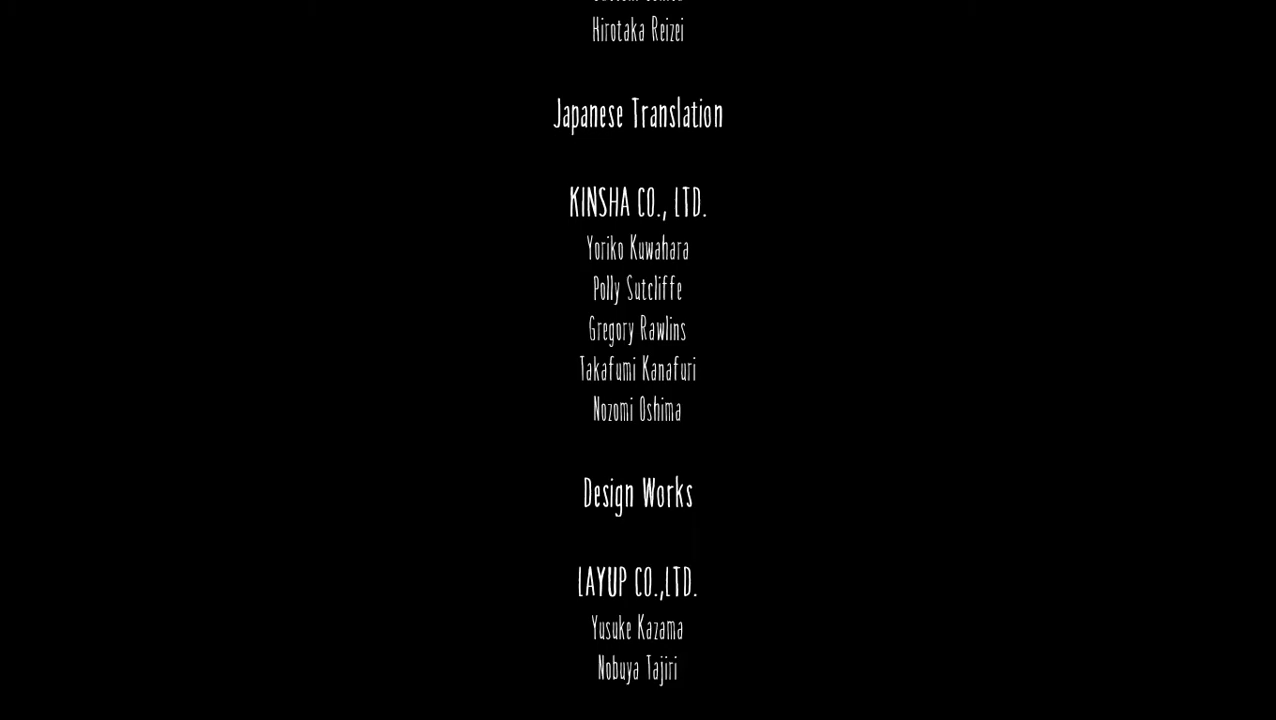 Hirotaka Reizei
Japanese Translation
KINSHA CO., LTD.
Yoriko Kuwahara
Polly Sutcliffe
Gregory Rawlins
Takafumi Kanafuri
Nozomi Oshima
Design Works
LAYUP CO.,LTD.
Yusuke Kazama
Nobuya Tajiri